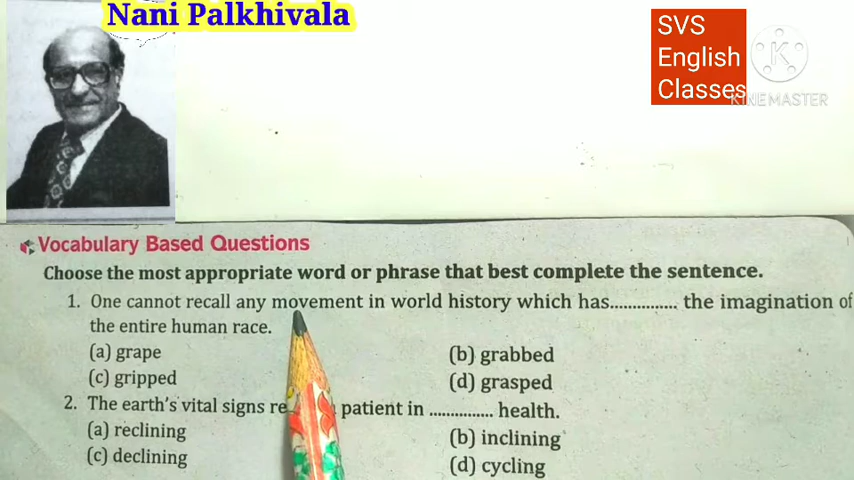 Nani Palkhivala
SVS
English
Classes
K
KINEMASTER
Vocabulary Based Questions
Choose the most appropriate word or phrase that best complete the sentence.
1. One cannot recall any movement in world history which has............... the imagination of
the entire human race.
(a) grape (b) grabbed
(c) gripped (d) grasped
2. The earth's vital signs re patient in ............... health.
(a) reclining (b) inclining
(c) declining (d) cycling